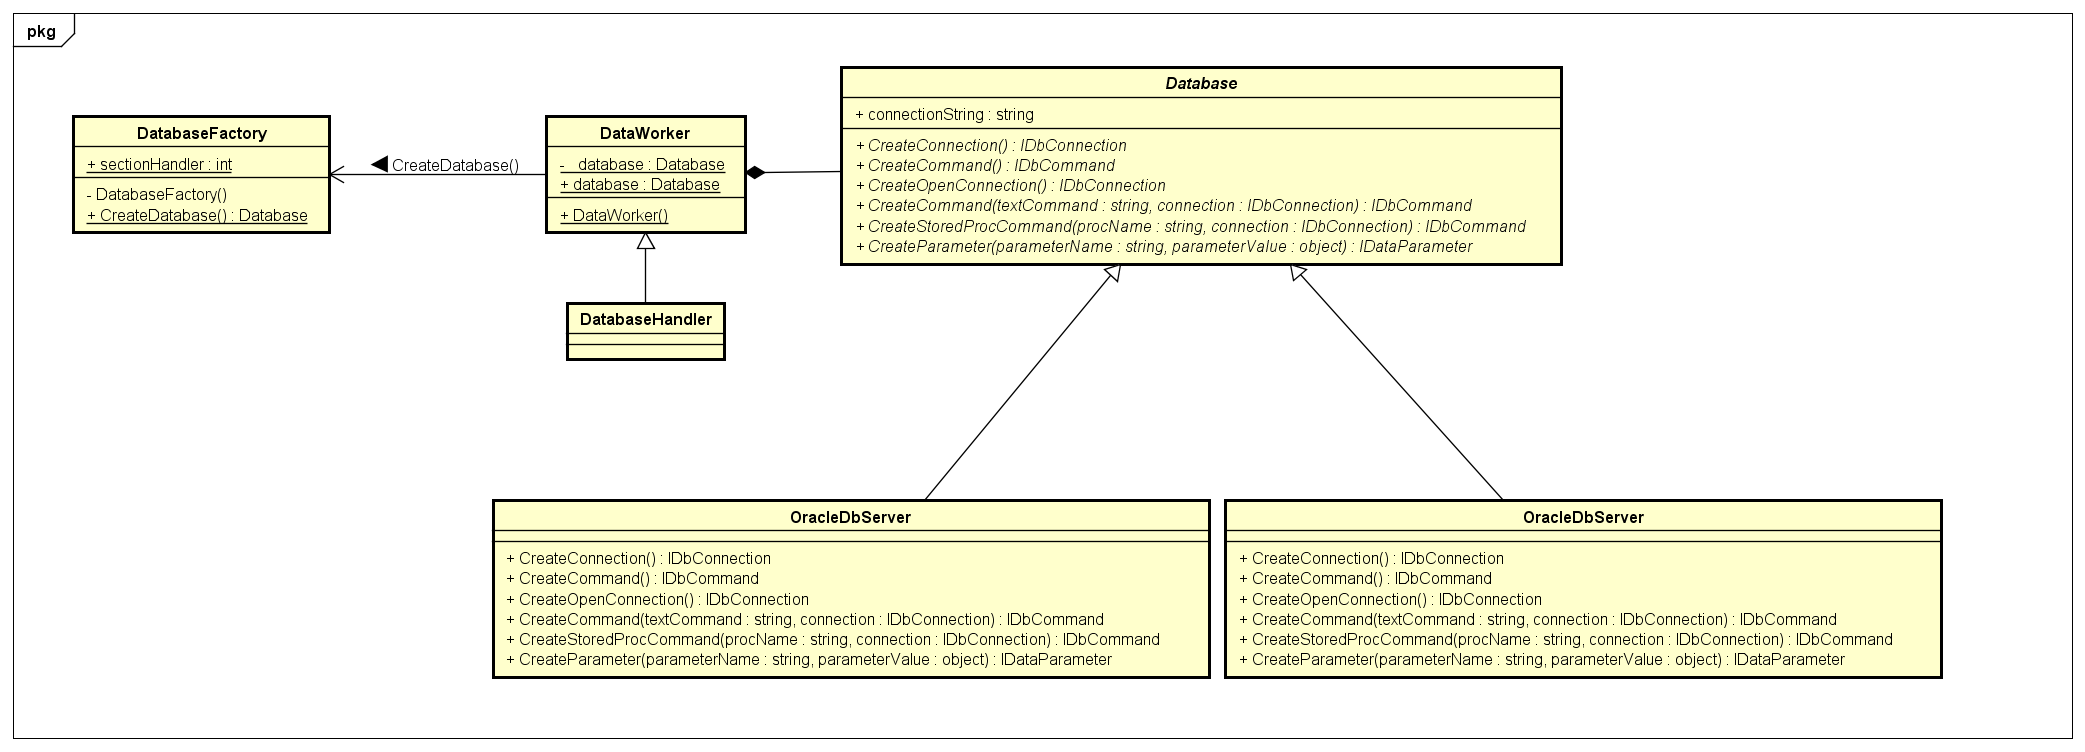 pkg
DatabaseFactory
+ sectionHandler : int
- DatabaseFactory()
+ CreateDatabase() : Database
CreateDatabase()
DataWorker
- _database : Database
+ database : Database
+ DataWorker()
DatabaseHandler
Database
+ connectionString : string
+ CreateConnection() : IDbConnection
+ CreateCommand() : IDbCommand
+ CreateOpenConnection() : IDbConnection
+ CreateCommand(textCommand : string, connection : IDbConnection) : IDbCommand
+ CreateStoredProcCommand(procName : string, connection : IDbConnection) : IDbCommand
+ CreateParameter(parameterName : string, parameterValue : object) : IDataParameter
OracleDbServer
+ CreateConnection() : IDbConnection
+ CreateCommand() : IDbCommand
+ CreateOpenConnection() : IDbConnection
+ CreateCommand(textCommand : string, connection : IDbConnection) : IDbCommand
+ CreateStoredProcCommand(procName : string, connection : IDbConnection) : IDbCommand
+ CreateParameter(parameterName : string, parameterValue : object) : IDataParameter
OracleDbServer
+ CreateConnection() : IDbConnection
+ CreateCommand() : IDbCommand
+ CreateOpenConnection() : IDbConnection
+ CreateCommand(textCommand : string, connection : IDbConnection) : IDbCommand
+ CreateStoredProcCommand(procName : string, connection : IDbConnection) : IDbCommand
+ CreateParameter(parameterName : string, parameterValue : object) : IDataParameter